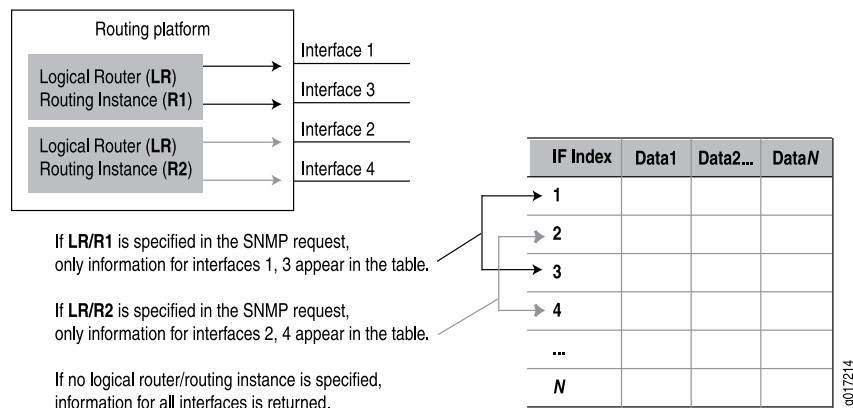 Routing platform
Logical Router (LR)
Routing Instance (R1)
Logical Router (LR)
Routing Instance (R2)
Interface 1
Interface 3
Interface 2
Interface 4
If LR/R1 is specified in the SNMP request,
only information for interfaces 1, 3 appear in the table.
If LR/R2 is specified in the SNMP request,
only information for interfaces 2, 4 appear in the table.
If no logical router/routing instance is specified,
information for all interfaces is returned.
IF Index Data1 Data2... DataN
1
2
3
4
...
N
g017214